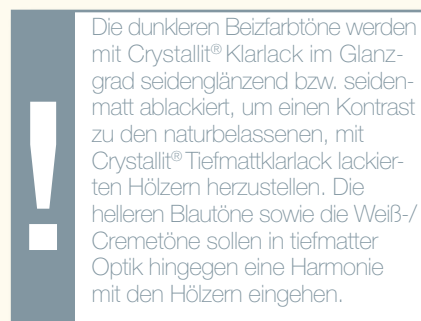 !
Die dunkleren Beizfarbtöne werden
mit Crystallit® Klarlack im Glanz-
grad seidenglänzend bzw. seiden-
matt ablackiert, um einen Kontrast
zu den naturbelassenen, mit
Crystallit® Tiefmattklarlack lackier-
ten Hölzern herzustellen. Die
helleren Blautöne sowie die Weiß-/
Cremetöne sollen in tiefmatter
Optik hingegen eine Harmonie
mit den Hölzern eingehen.